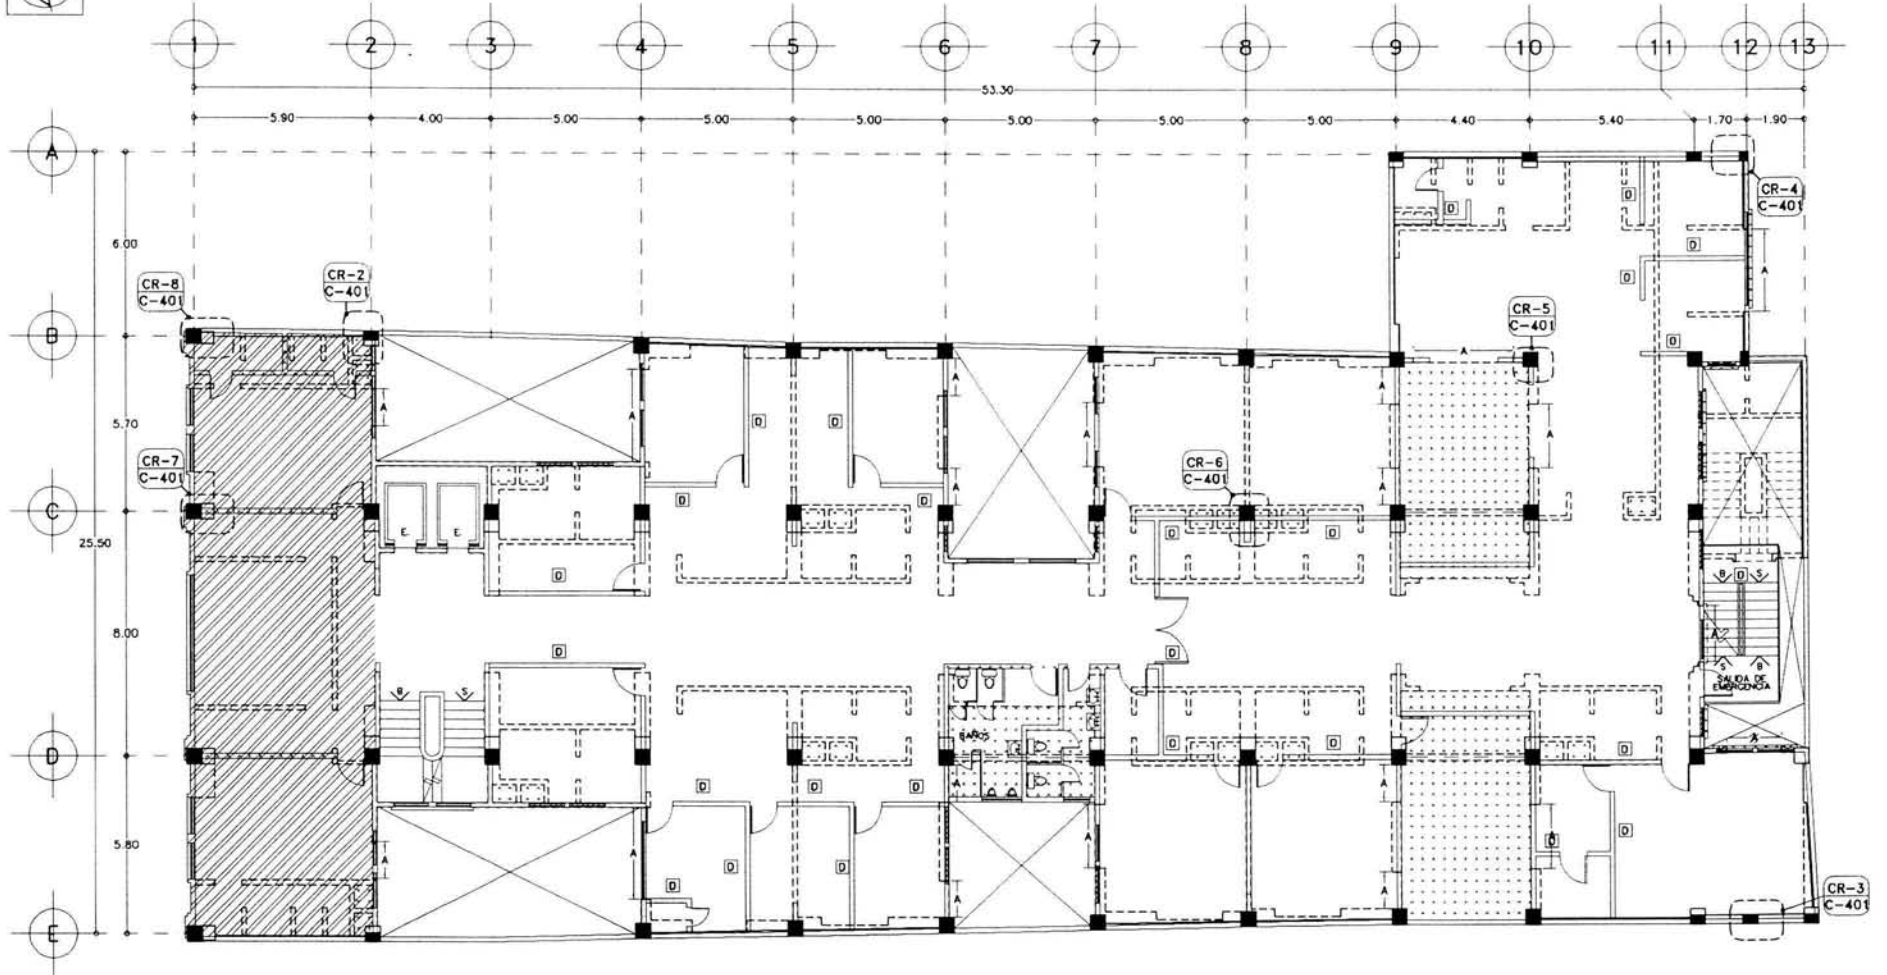 1 2 3 4 5 6 7 8 9 10 11 12 13
53.30
5.90 4.00 5.00 5.00 5.00 5.00 5.00 5.00 4.40 5.40 1.70 1.90
A
CR-4
C-401
D
D
D
D
A
6.00
CR-8
C-401
CR-2
C-401
CR-5
C-401
D
B
A
A
A
A
A
A
5.70
D
D
A
A
CR-7
C-401
CR-6
C-401
A
A
D
D
C
E.
E.
D
D
25.50
D
B
D
S
8.00
A
D
D
B
S
S
B
SALIDA DE
EMERGENCIA
BAÑOS
A
D
D
D
D
D
D
D
A
A
5.80
A
A
A
D
D
D
D
D
A
A
CR-3
C-401
E